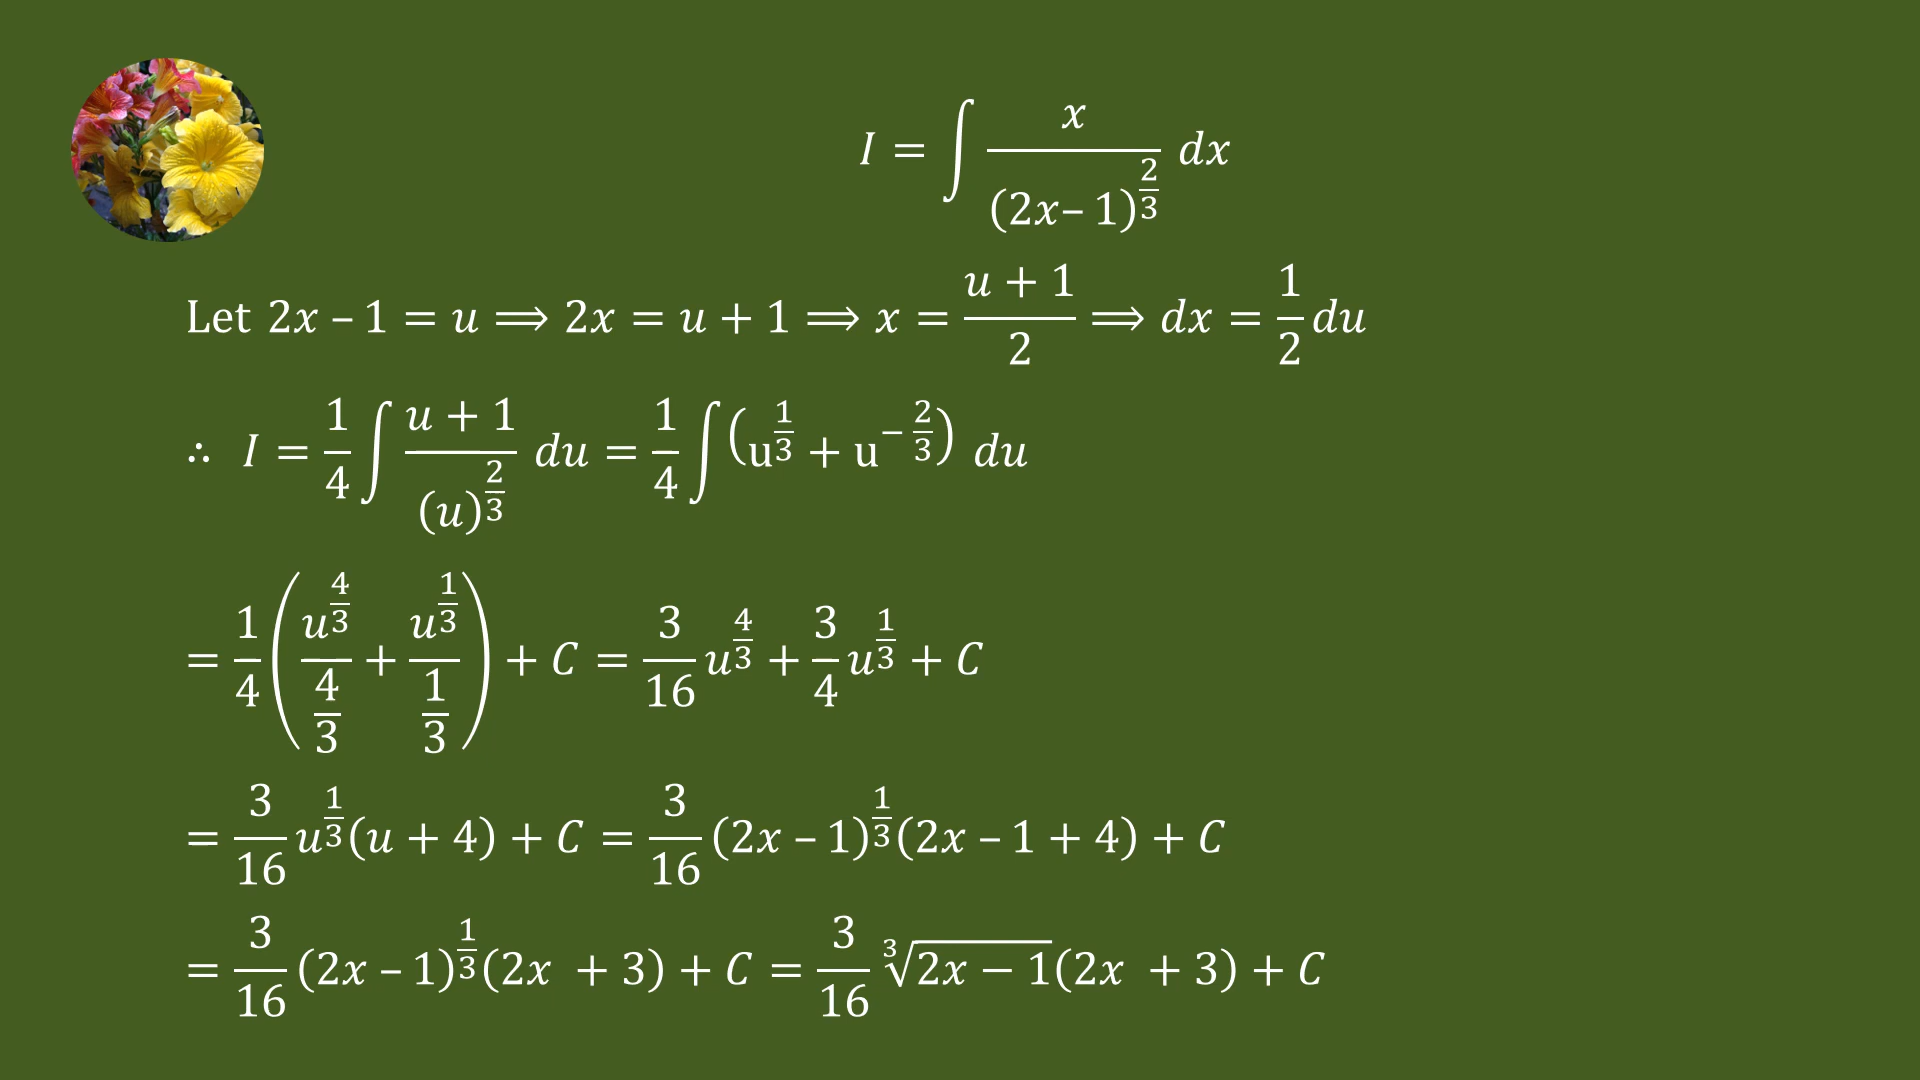 I = ∫ x / (2x– 1)^(2/3) dx
Let 2x – 1 = u ⟹ 2x = u + 1 ⟹ x = (u + 1)/2 ⟹ dx = 1/2 du
∴ I = 1/4 ∫ (u + 1)/(u)^(2/3) du = 1/4 ∫ (u^(1/3) + u^(− 2/3)) du
= 1/4 (u^(4/3)/(4/3) + u^(1/3)/(1/3)) + C = 3/16 u^(4/3) + 3/4 u^(1/3) + C
= 3/16 u^(1/3)(u + 4) + C = 3/16 (2x – 1)^(1/3)(2x – 1 + 4) + C
= 3/16 (2x – 1)^(1/3)(2x + 3) + C = 3/16 ∛(2x − 1)(2x + 3) + C